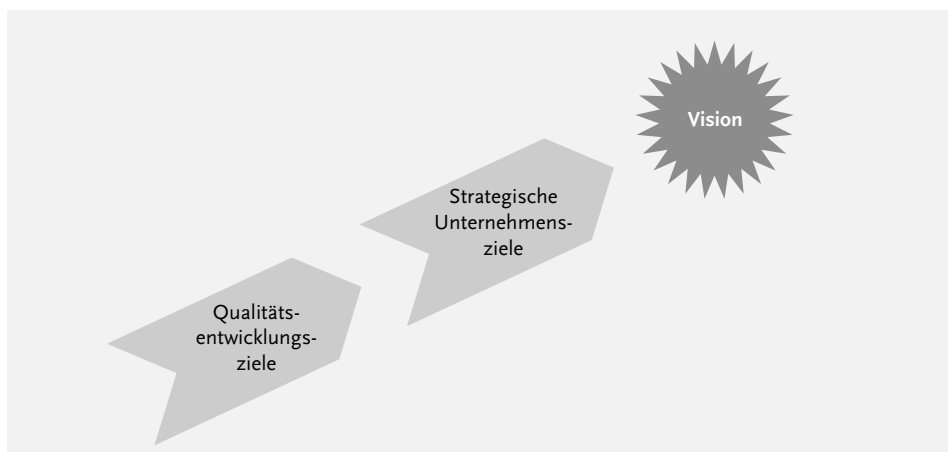 Vision
Strategische
Unternehmens-
ziele
Qualitäts-
entwicklungs-
ziele